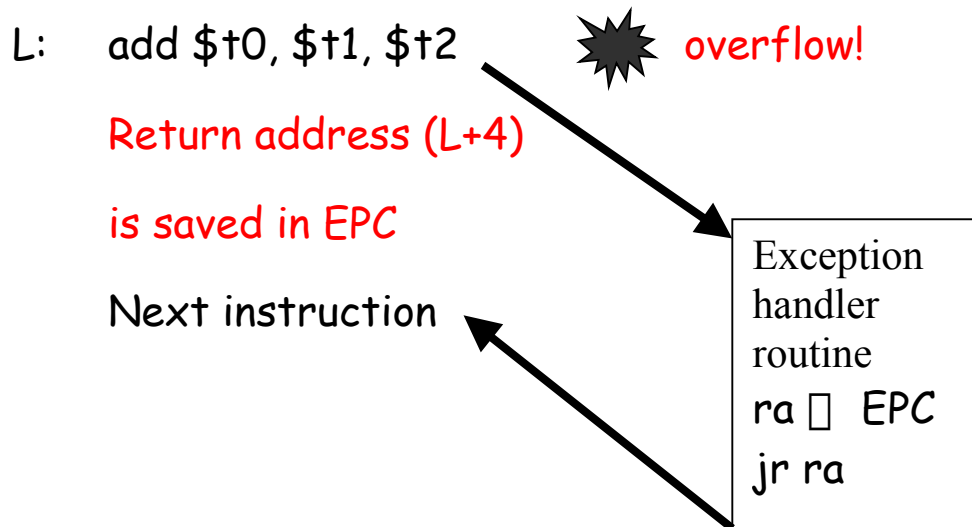 L: add $t0, $t1, $t2 overflow!
Return address (L+4)
is saved in EPC
Next instruction
Exception
handler
routine
ra □ EPC
jr ra